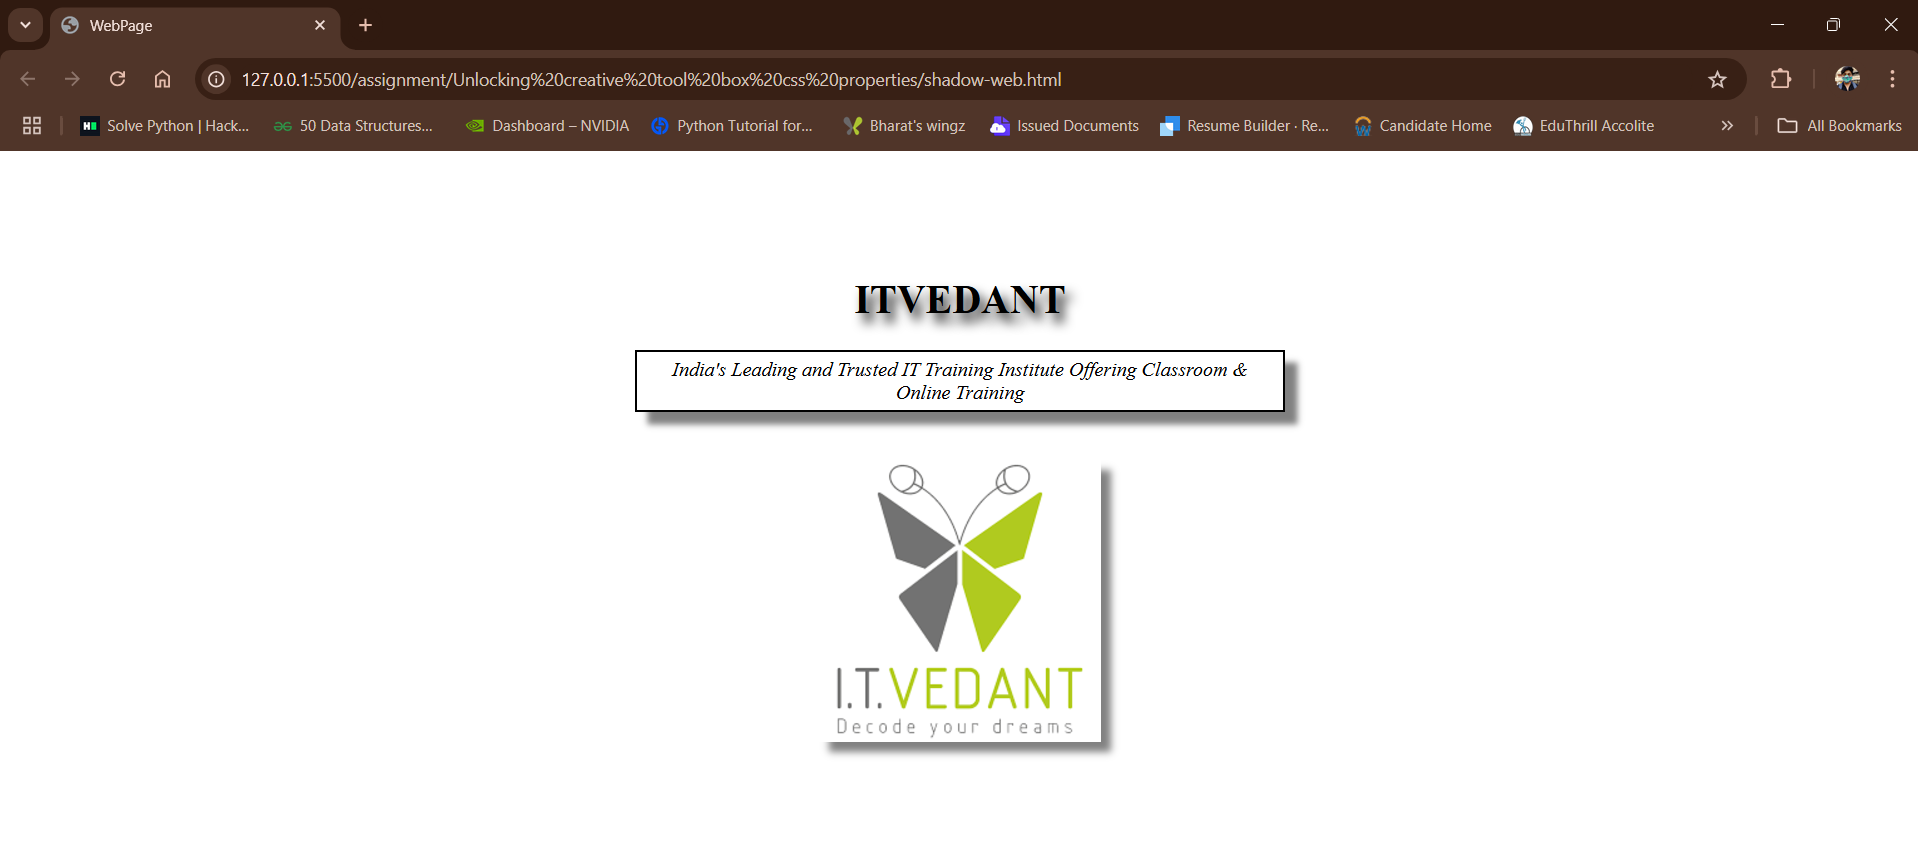 WebPage
127.0.0.1:5500/assignment/Unlocking%20creative%20tool%20box%20css%20properties/shadow-web.html
Solve Python | Hack... 50 Data Structures... Dashboard – NVIDIA Python Tutorial for... Bharat's wingz Issued Documents Resume Builder · Re... Candidate Home EduThrill Accolite » All Bookmarks
ITVEDANT
India's Leading and Trusted IT Training Institute Offering Classroom &
Online Training
I.T.VEDANT
Decode your dreams